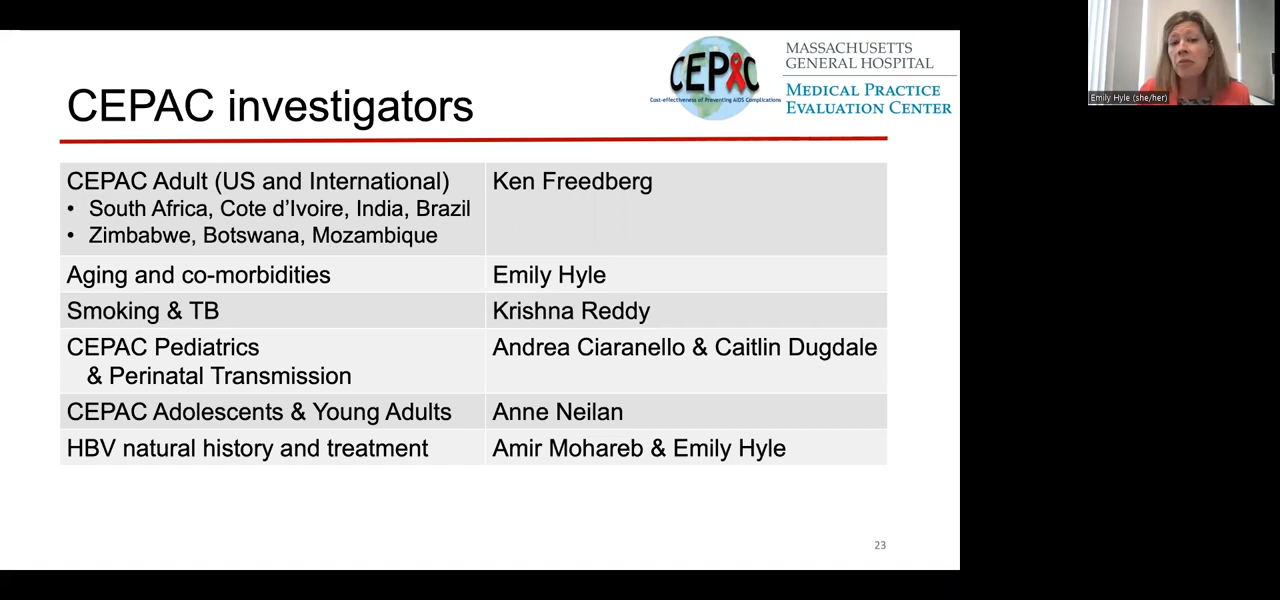 CEPAC
Cost-effectiveness of Preventing AIDS Complications
MASSACHUSETTS
GENERAL HOSPITAL
MEDICAL PRACTICE
EVALUATION CENTER
Emily Hyle (she/her)
CEPAC investigators
CEPAC Adult (US and International) Ken Freedberg
• South Africa, Cote d’Ivoire, India, Brazil
• Zimbabwe, Botswana, Mozambique
Aging and co-morbidities Emily Hyle
Smoking & TB Krishna Reddy
CEPAC Pediatrics Andrea Ciaranello & Caitlin Dugdale
& Perinatal Transmission
CEPAC Adolescents & Young Adults Anne Neilan
HBV natural history and treatment Amir Mohareb & Emily Hyle
23